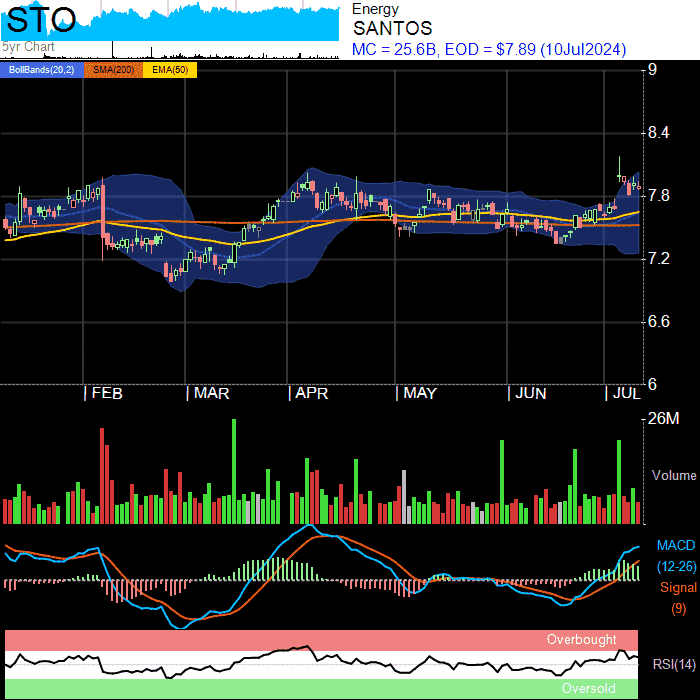 STO
5yr Chart
Energy
SANTOS
MC = 25.6B, EOD = $7.89 (10Jul2024)
BollBands(20,2) SMA(200) EMA(50)
9
8.4
7.8
7.2
6.6
6
FEB MAR APR MAY JUN JUL
26M
Volume
MACD
(12-26)
Signal
(9)
Overbought
RSI(14)
Oversold